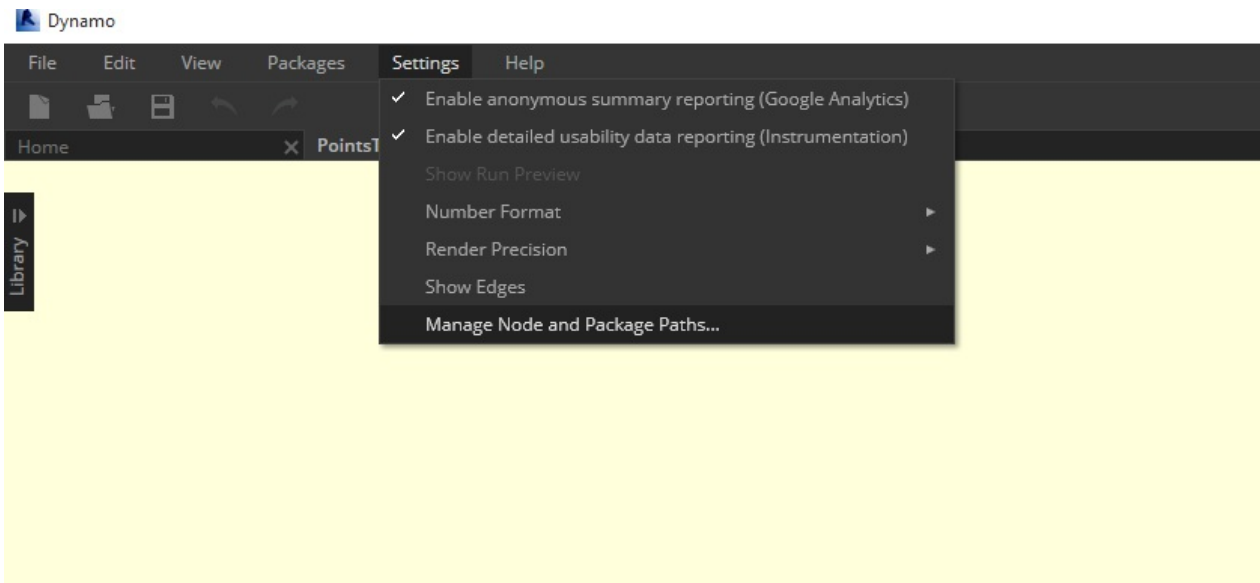 Dynamo
File Edit View Packages Settings Help
Enable anonymous summary reporting (Google Analytics)
Enable detailed usability data reporting (Instrumentation)
Home PointsT
Show Run Preview
Number Format
Render Precision
Show Edges
Manage Node and Package Paths...
Library